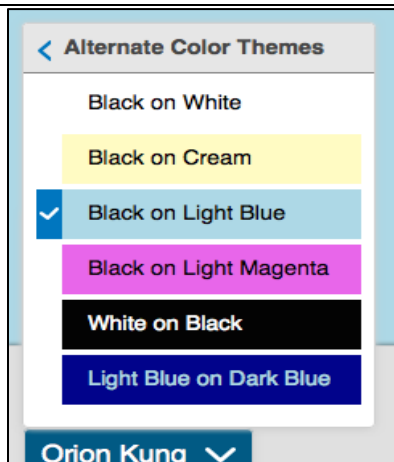 Alternate Color Themes
Black on White
Black on Cream
Black on Light Blue
Black on Light Magenta
White on Black
Light Blue on Dark Blue
Orion Kung